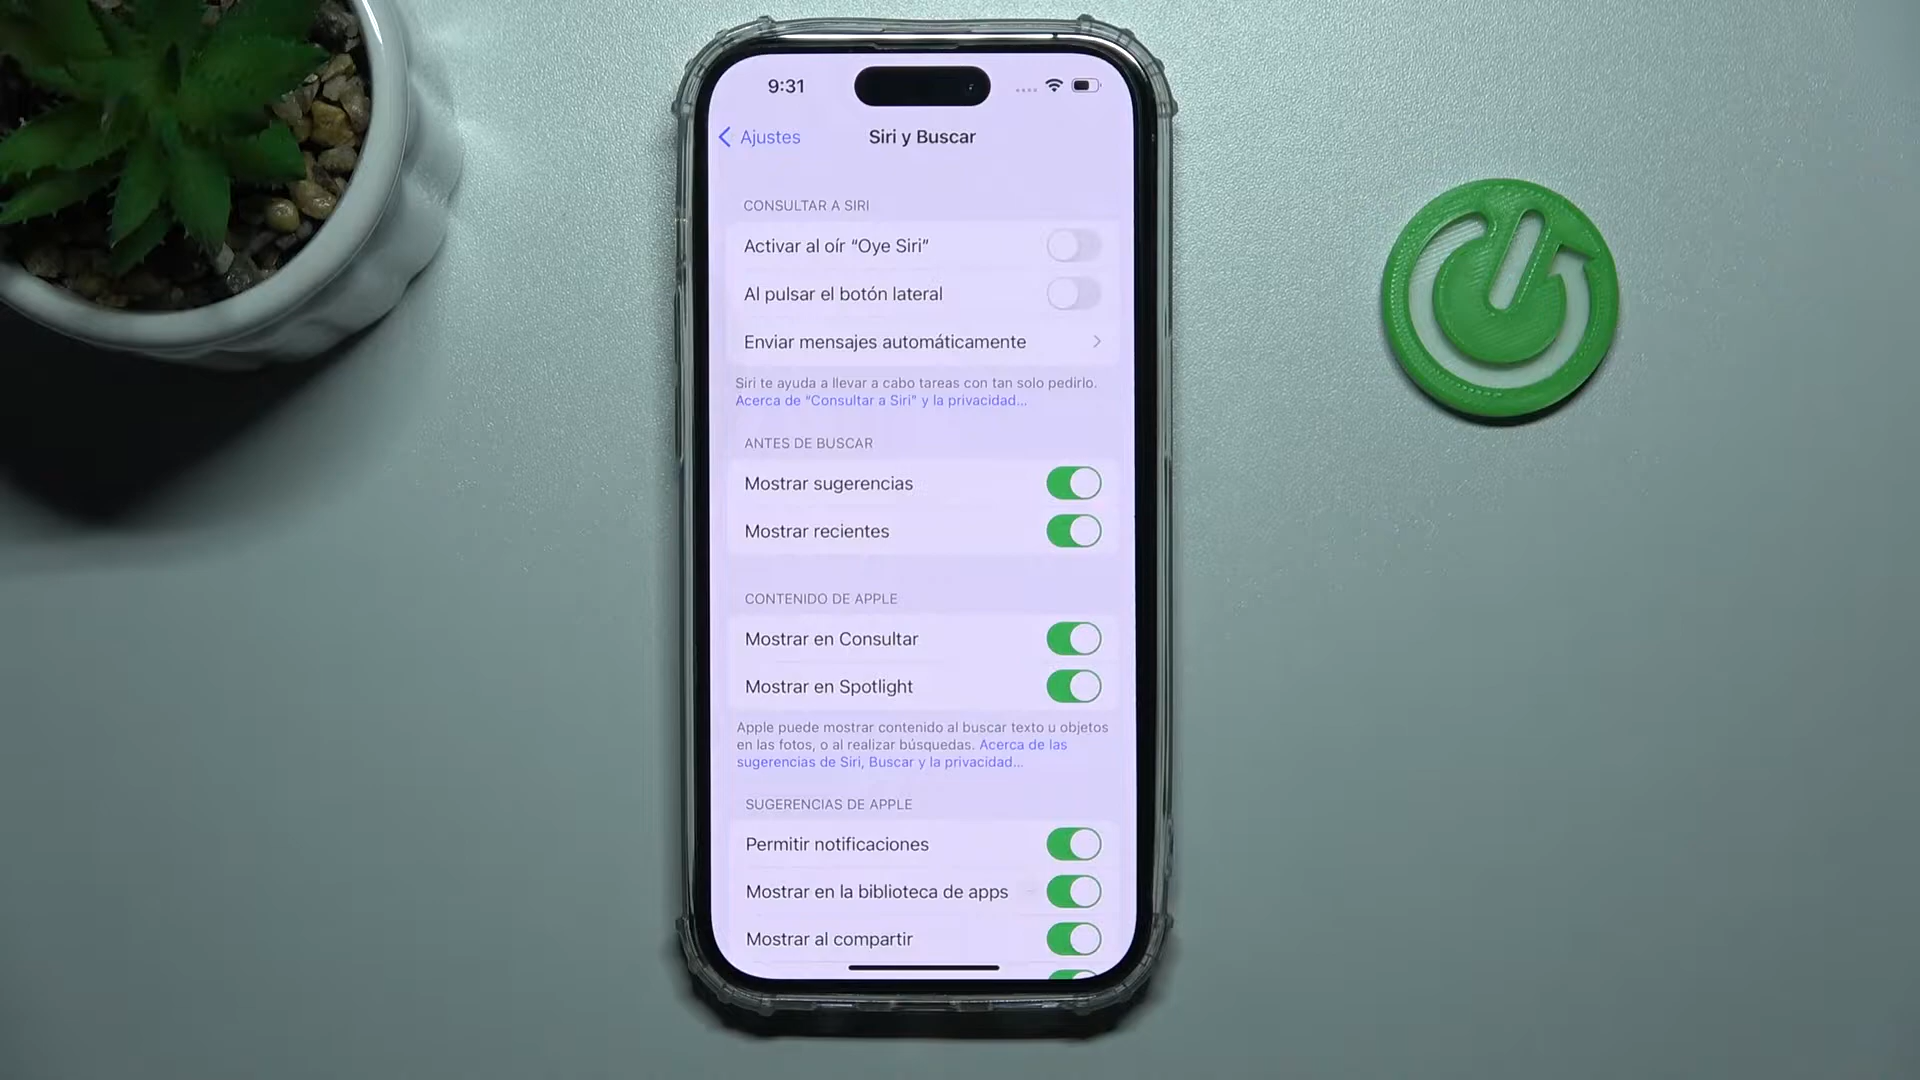 9:31
Ajustes
Siri y Buscar
CONSULTAR A SIRI
Activar al oír “Oye Siri”
Al pulsar el botón lateral
Enviar mensajes automáticamente
Siri te ayuda a llevar a cabo tareas con tan solo pedirlo.
Acerca de “Consultar a Siri” y la privacidad...
ANTES DE BUSCAR
Mostrar sugerencias
Mostrar recientes
CONTENIDO DE APPLE
Mostrar en Consultar
Mostrar en Spotlight
Apple puede mostrar contenido al buscar texto u objetos
en las fotos, o al realizar búsquedas. Acerca de las
sugerencias de Siri, Buscar y la privacidad...
SUGERENCIAS DE APPLE
Permitir notificaciones
Mostrar en la biblioteca de apps
Mostrar al compartir